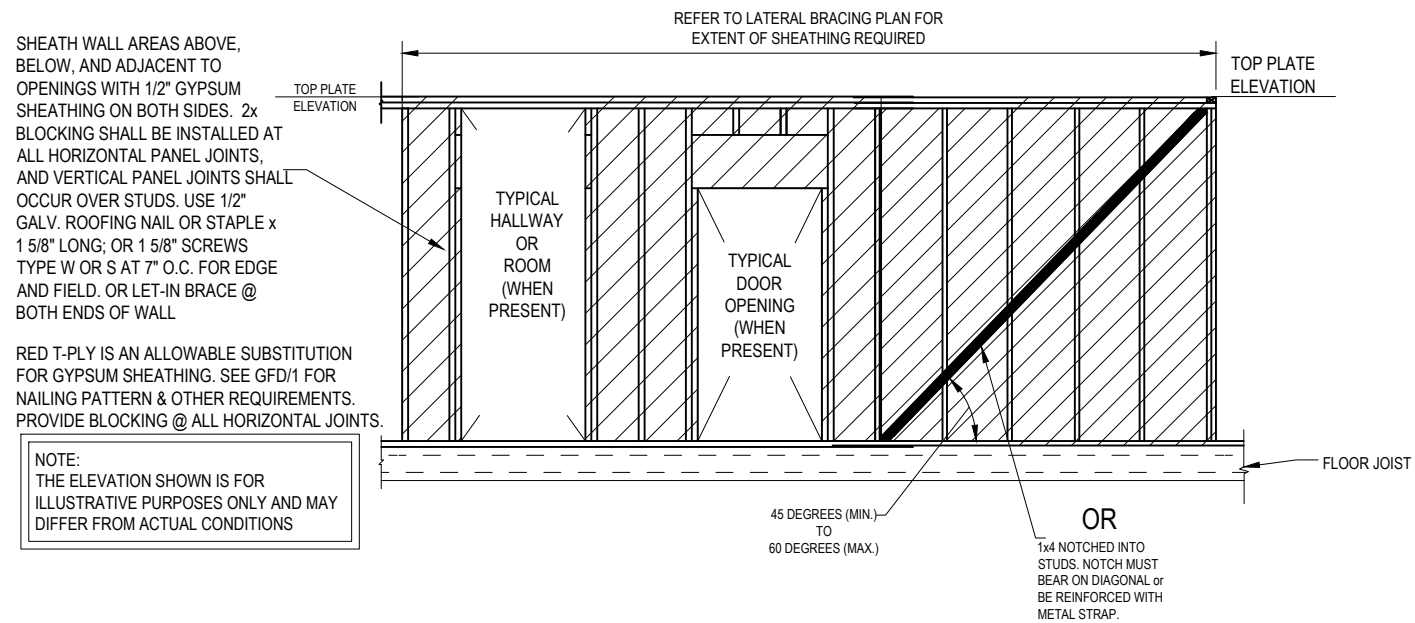 REFER TO LATERAL BRACING PLAN FOR
EXTENT OF SHEATHING REQUIRED
SHEATH WALL AREAS ABOVE,
BELOW, AND ADJACENT TO
OPENINGS WITH 1/2" GYPSUM
SHEATHING ON BOTH SIDES. 2x
BLOCKING SHALL BE INSTALLED AT
ALL HORIZONTAL PANEL JOINTS,
AND VERTICAL PANEL JOINTS SHALL
OCCUR OVER STUDS. USE 1/2"
GALV. ROOFING NAIL OR STAPLE x
1 5/8" LONG; OR 1 5/8" SCREWS
TYPE W OR S AT 7" O.C. FOR EDGE
AND FIELD. OR LET-IN BRACE @
BOTH ENDS OF WALL
RED T-PLY IS AN ALLOWABLE SUBSTITUTION
FOR GYPSUM SHEATHING. SEE GFD/1 FOR
NAILING PATTERN & OTHER REQUIREMENTS.
PROVIDE BLOCKING @ ALL HORIZONTAL JOINTS.
NOTE:
THE ELEVATION SHOWN IS FOR
ILLUSTRATIVE PURPOSES ONLY AND MAY
DIFFER FROM ACTUAL CONDITIONS
TOP PLATE
ELEVATION
TYPICAL
HALLWAY
OR
ROOM
(WHEN
PRESENT)
TYPICAL
DOOR
OPENING
(WHEN
PRESENT)
TOP PLATE
ELEVATION
FLOOR JOIST
45 DEGREES (MIN.)
TO
60 DEGREES (MAX.)
OR
1x4 NOTCHED INTO
STUDS. NOTCH MUST
BEAR ON DIAGONAL or
BE REINFORCED WITH
METAL STRAP.